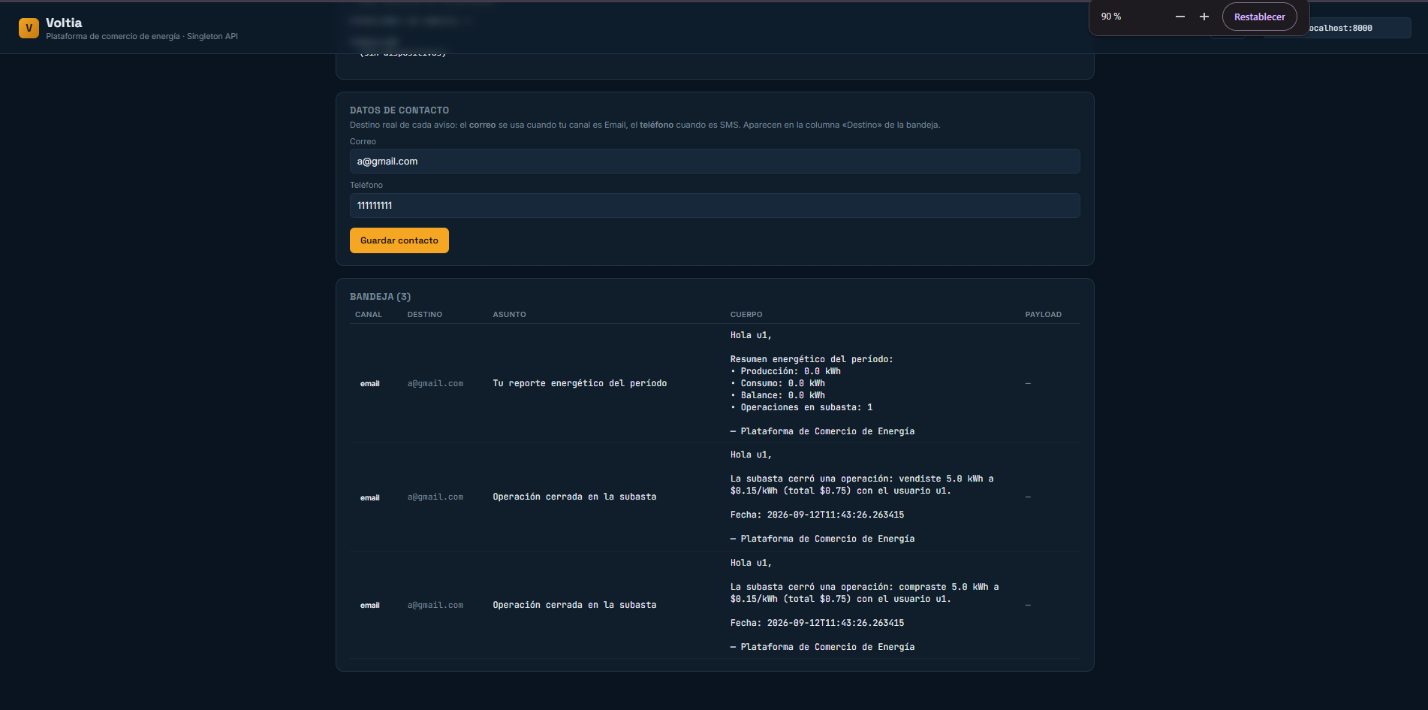 V
Voltia
Plataforma de comercio de energía · Singleton API
90 %
Restablecer
ocalhost:8000
DATOS DE CONTACTO
Destino real de cada aviso: el correo se usa cuando tu canal es Email, el teléfono cuando es SMS. Aparecen en la columna «Destino» de la bandeja.
Correo
a@gmail.com
Teléfono
111111111
Guardar contacto
BANDEJA (3)
CANAL DESTINO ASUNTO CUERPO PAYLOAD
Hola u1,
Resumen energético del período:
• Producción: 0.0 kWh
• Consumo: 0.0 kWh
email a@gmail.com Tu reporte energético del período —
• Balance: 0.0 kWh
• Operaciones en subasta: 1
— Plataforma de Comercio de Energía
Hola u1,
La subasta cerró una operación: vendiste 5.0 kWh a
$0.15/kWh (total $0.75) con el usuario u1.
email a@gmail.com Operación cerrada en la subasta —
Fecha: 2026-09-12T11:43:26.263415
— Plataforma de Comercio de Energía
Hola u1,
La subasta cerró una operación: compraste 5.0 kWh a
$0.15/kWh (total $0.75) con el usuario u1.
email a@gmail.com Operación cerrada en la subasta —
Fecha: 2026-09-12T11:43:26.263415
— Plataforma de Comercio de Energía